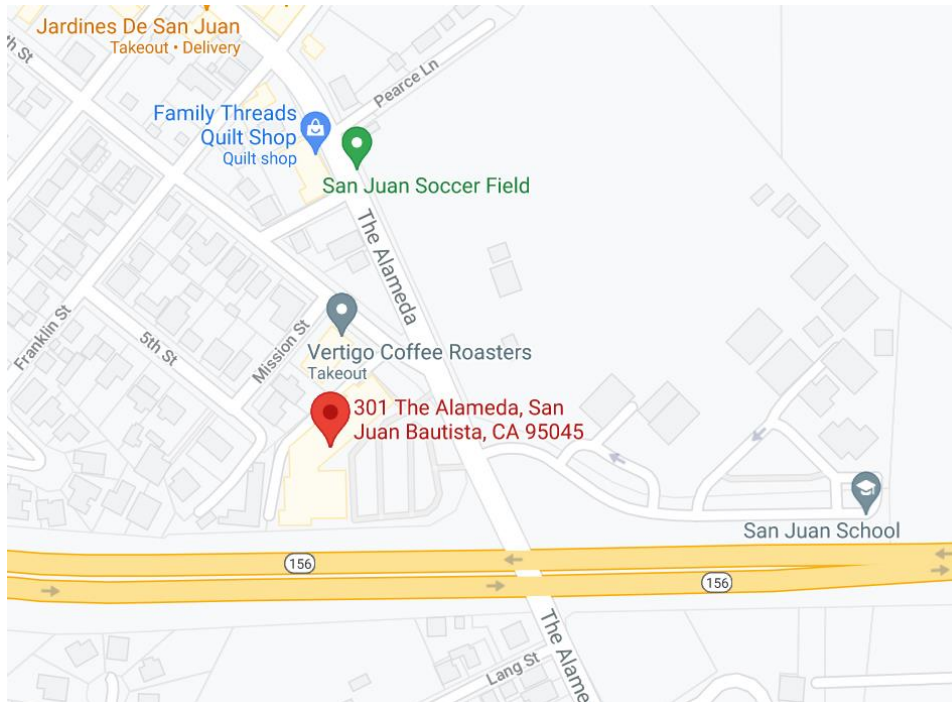 Jardines De San Juan
Takeout • Delivery
th St
Pearce Ln
Family Threads
Quilt Shop
Quilt shop
San Juan Soccer Field
The Alameda
Franklin St
5th St
Mission St
Vertigo Coffee Roasters
Takeout
301 The Alameda, San
Juan Bautista, CA 95045
San Juan School
156
156
Lang St
The Alame